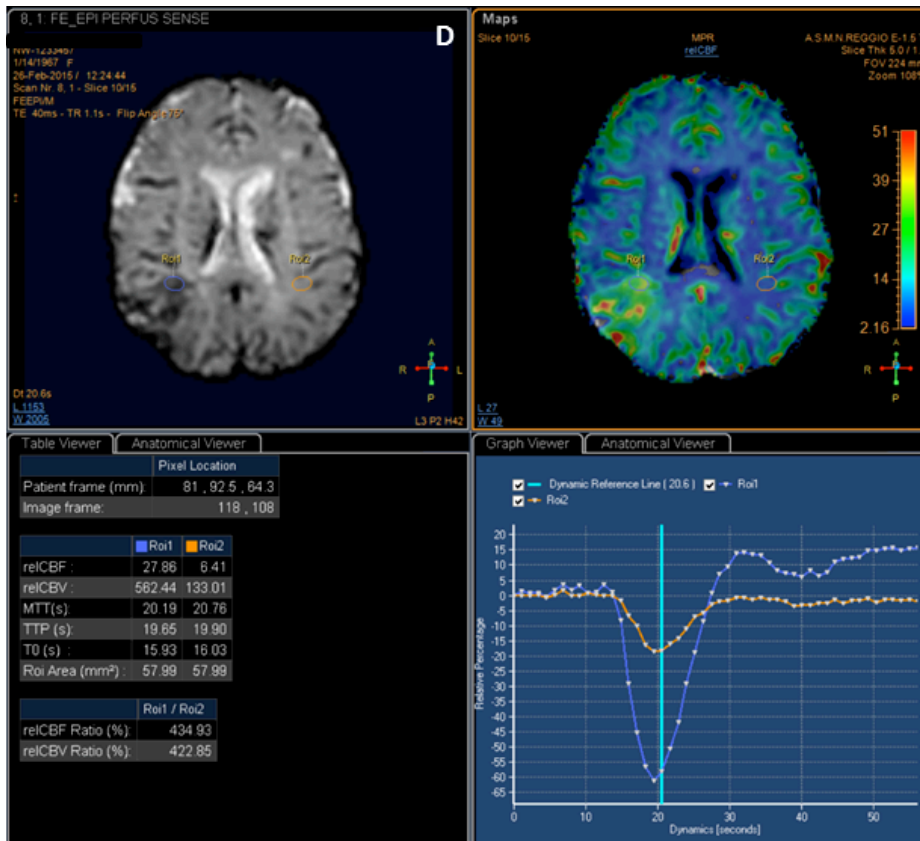 8, 1. FE_EPI PERFUS SENSE
D
NW-1233467
1/14/1967 F
26-Feb-2015 / 12:24:44
Scan Nr. 8, 1 - Slice 10/15
FEEPI/M
TE: 40ms - TR 1.1s - Flip Angle 75°
Roi1
Roi2
A
R
L
P
Dt 20.6s
L 1153
W 2005
L3 P2 H42
Maps
Slice 10/15
MPR
relCBF
A.S.M.N.REGGIO E-1.5 T
Slice Thk 5.0 / 1.
FOV 224 mm
Zoom 108%
51
39
27
14
2.16
Roi1
Roi2
A
R
L
P
L 27
W 49
Table Viewer
Anatomical Viewer
Pixel Location
Patient frame (mm): 81 , 92.5 , 64.3
Image frame: 118 , 108
Roi1 Roi2
relCBF : 27.86 6.41
relCBV : 562.44 133.01
MTT(s): 20.19 20.76
TTP (s): 19.65 19.90
T0 (s) : 15.93 16.03
Roi Area (mm²) : 57.99 57.99
Roi1 / Roi2
relCBF Ratio (%): 434.93
relCBV Ratio (%): 422.85
Graph Viewer
Anatomical Viewer
Dynamic Reference Line ( 20.6 )
Roi1
Roi2
20
15
10
5
0
-5
-10
-15
-20
-25
-30
-35
-40
-45
-50
-55
-60
-65
Relative Percentage
0 10 20 30 40 50
Dynamics [seconds]